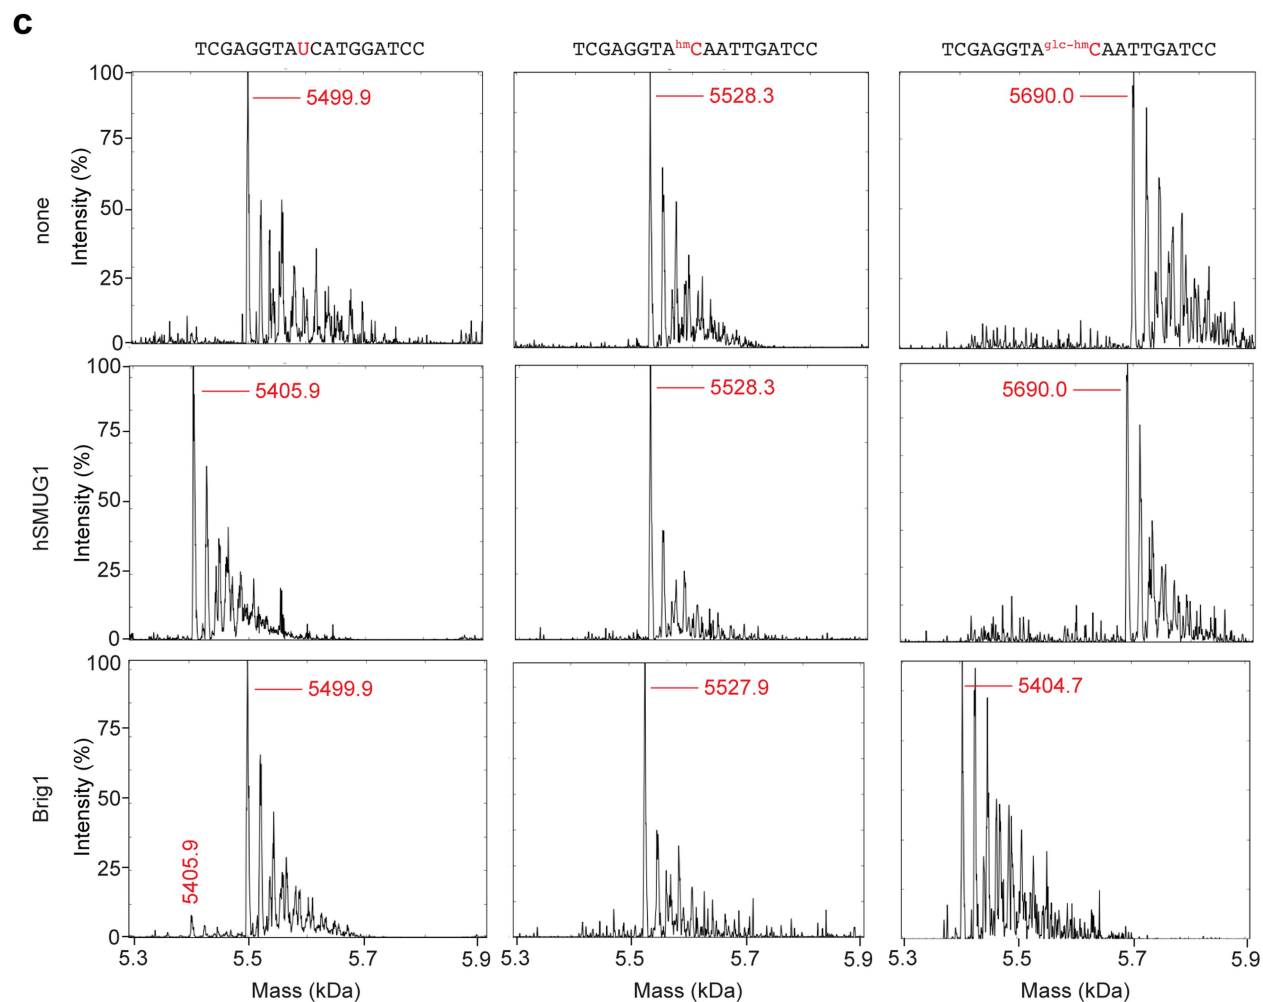 c
TCGAGGTAUCATGGATCC
TCGAGGTAhmCAATTGATCC
TCGAGGTAglc-hmCAATTGATCC
none
Intensity (%)
100
75
50
25
0
5499.9
5528.3
5690.0
hSMUG1
Intensity (%)
100
75
50
25
0
5405.9
5528.3
5690.0
Brig1
Intensity (%)
100
75
50
25
0
5405.9
5499.9
5527.9
5404.7
5.3 5.5 5.7 5.9
5.3 5.5 5.7 5.9
5.3 5.5 5.7 5.9
Mass (kDa)
Mass (kDa)
Mass (kDa)